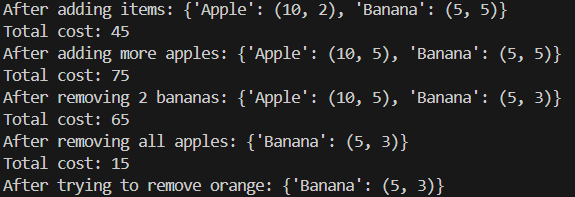 After adding items: {'Apple': (10, 2), 'Banana': (5, 5)}
Total cost: 45
After adding more apples: {'Apple': (10, 5), 'Banana': (5, 5)}
Total cost: 75
After removing 2 bananas: {'Apple': (10, 5), 'Banana': (5, 3)}
Total cost: 65
After removing all apples: {'Banana': (5, 3)}
Total cost: 15
After trying to remove orange: {'Banana': (5, 3)}